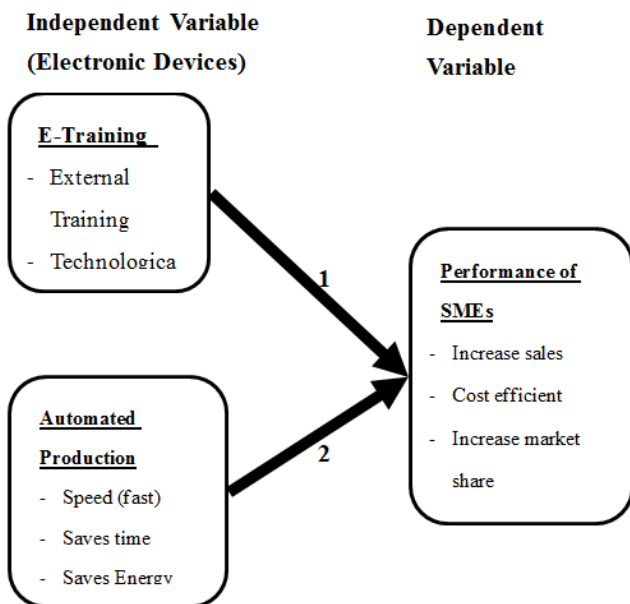 Independent Variable
(Electronic Devices)
Dependent
Variable
E-Training
- External
Training
- Technologica
1
Automated
Production
- Speed (fast)
- Saves time
- Saves Energy
2
Performance of
SMEs
- Increase sales
- Cost efficient
- Increase market
share